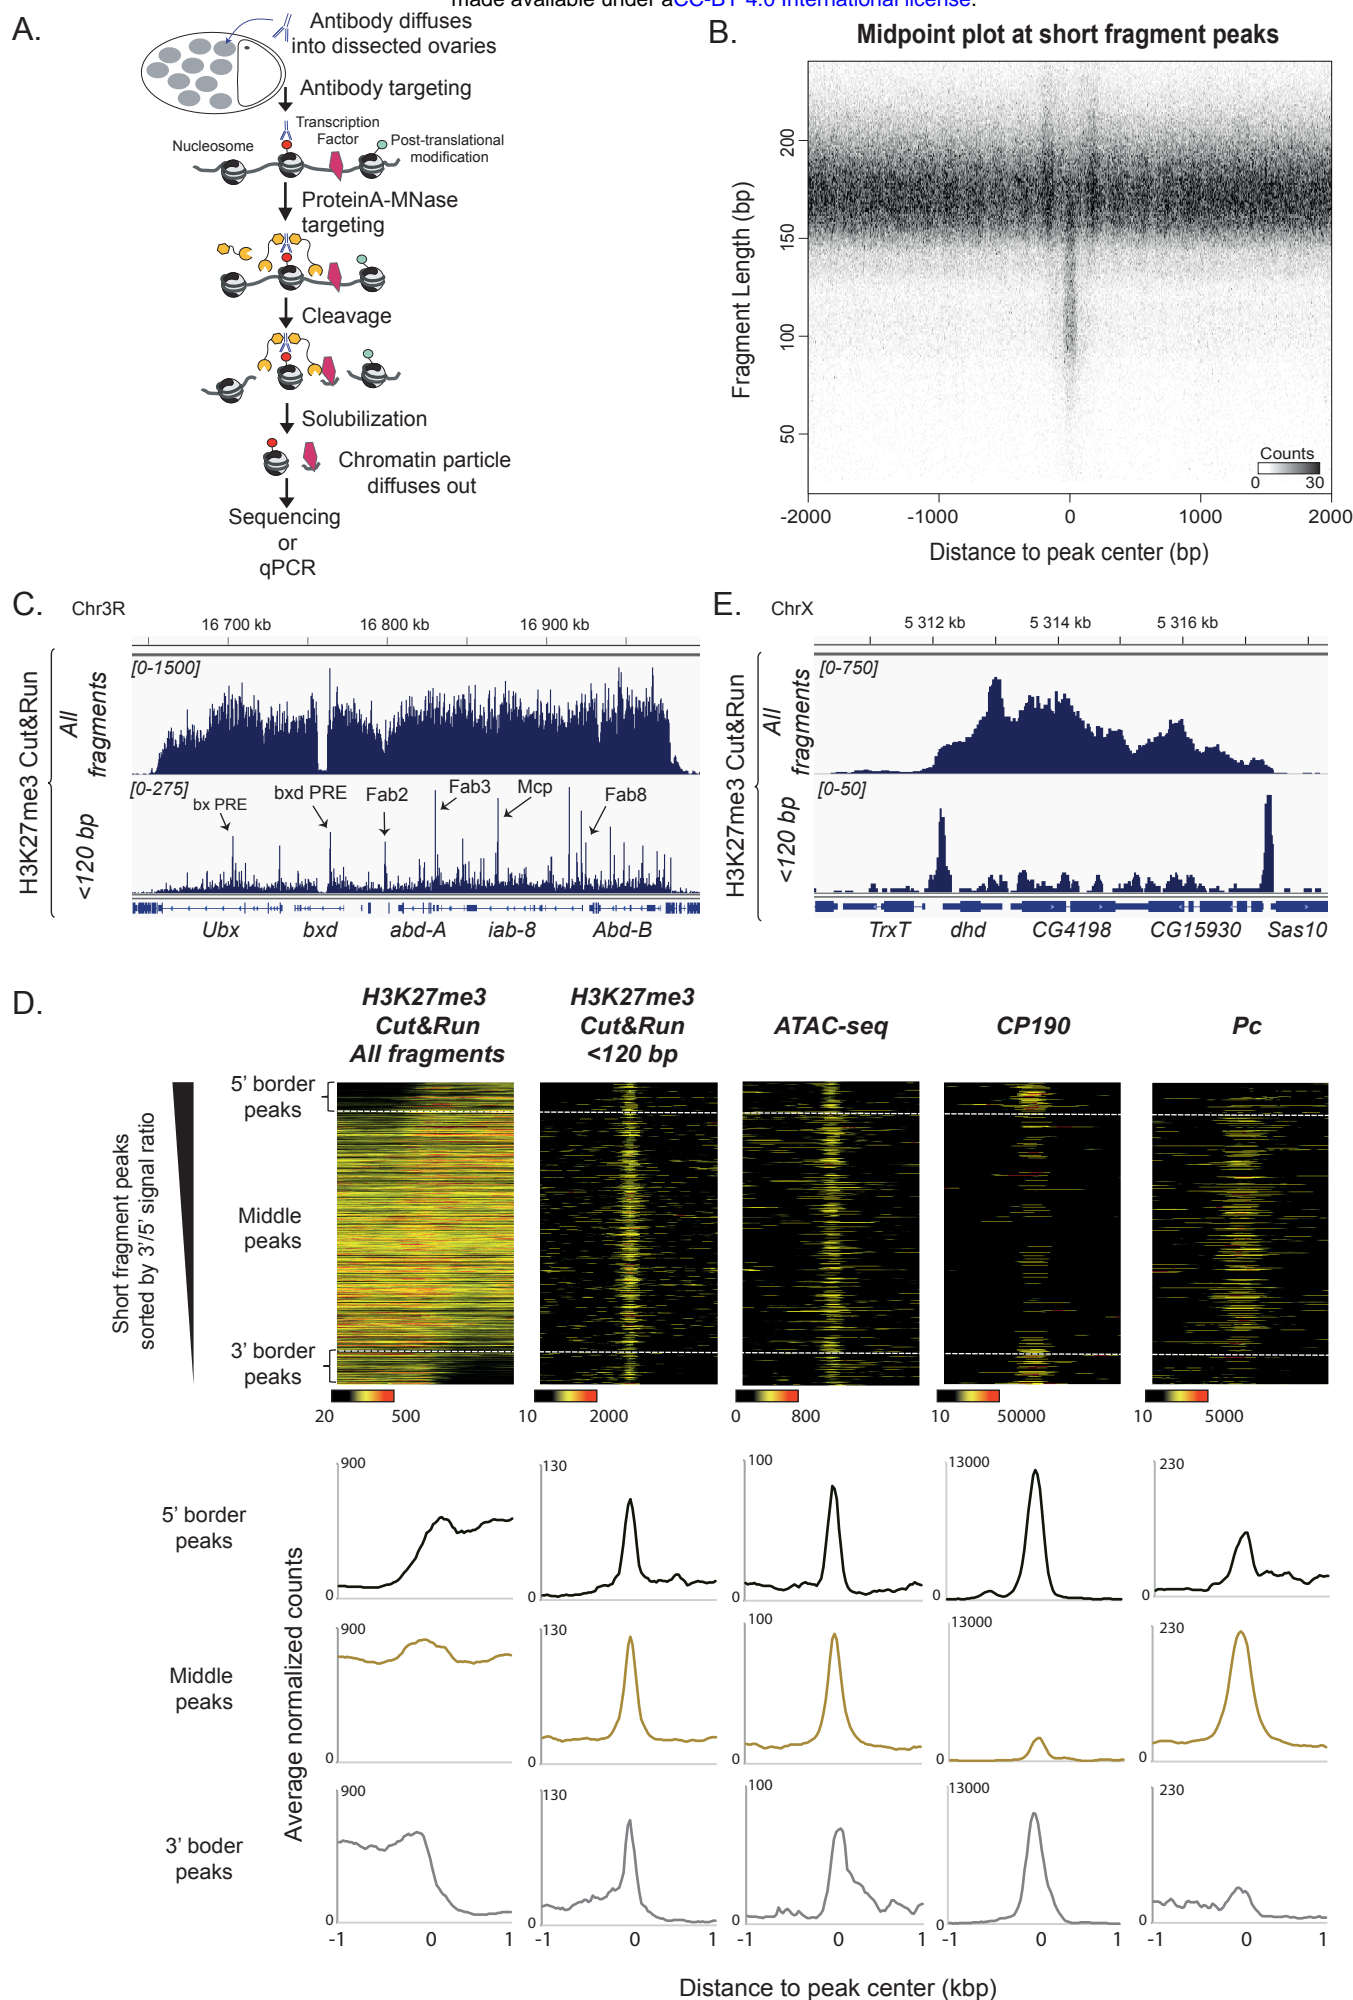 made available under aCC-BY 4.0 International license.
A.
Antibody diffuses
into dissected ovaries
Antibody targeting
Transcription
Factor
Nucleosome
Post-translational
modification
ProteinA-MNase
targeting
Cleavage
Solubilization
Chromatin particle
diffuses out
Sequencing
or
qPCR
B.
Midpoint plot at short fragment peaks
Fragment Length (bp)
200
150
100
50
Counts
0 30
-2000 -1000 0 1000 2000
Distance to peak center (bp)
C.
Chr3R
16 700 kb 16 800 kb 16 900 kb
H3K27me3 Cut&Run
All
fragments
<120 bp
[0-1500]
[0-275]
bx PRE
bxd PRE
Fab2
Fab3
Mcp
Fab8
Ubx bxd abd-A iab-8 Abd-B
E.
ChrX
5 312 kb 5 314 kb 5 316 kb
H3K27me3 Cut&Run
All
fragments
<120 bp
[0-750]
[0-50]
TrxT dhd CG4198 CG15930 Sas10
D.
H3K27me3
Cut&Run
All fragments
H3K27me3
Cut&Run
<120 bp
ATAC-seq
CP190
Pc
Short fragment peaks
sorted by 3'/5' signal ratio
5' border
peaks
Middle
peaks
3' border
peaks
20 500
10 2000
0 800
10 50000
10 5000
Average normalized counts
5' border
peaks
900 130 100 13000 230
0 0 0 0 0
Middle
peaks
900 130 100 13000 230
0 0 0 0 0
3' boder
peaks
900 130 100 13000 230
0 0 0 0 0
-1 0 1 -1 0 1 -1 0 1 -1 0 1 -1 0 1
Distance to peak center (kbp)